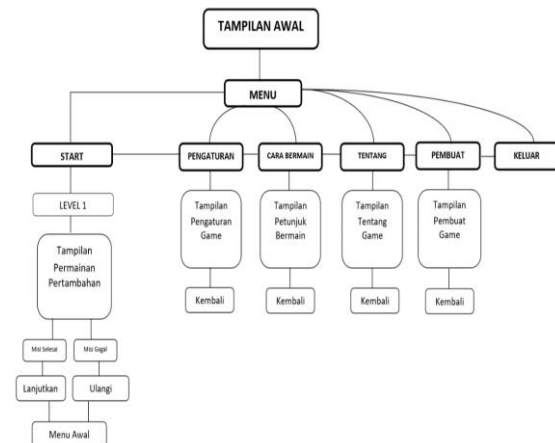 TAMPILAN AWAL
MENU
START
PENGATURAN
CARA BERMAIN
TENTANG
PEMBUAT
KELUAR
LEVEL 1
Tampilan
Pengaturan
Game
Tampilan
Petunjuk
Bermain
Tampilan
Tentang
Game
Tampilan
Pembuat
Game
Tampilan
Permainan
Pertambahan
Kembali
Kembali
Kembali
Kembali
Misi Selesai
Misi Gagal
Lanjutkan
Ulangi
Menu Awal